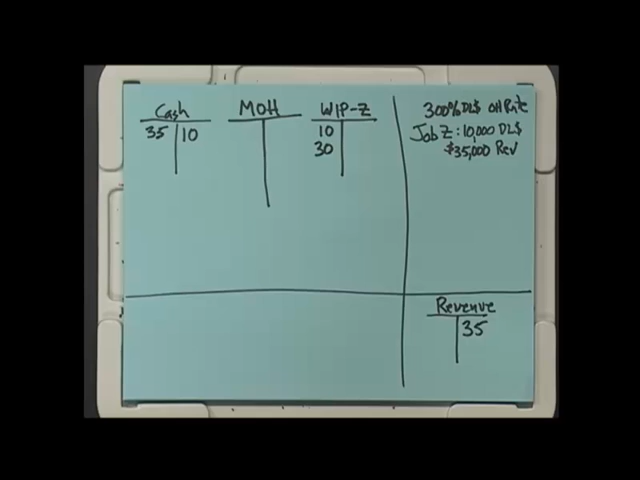 Cash MOH WIP-Z
35 10 10
30
300% DL$ OH Rate
Job Z: 10,000 DL$
$35,000 Rev
Revenue
35